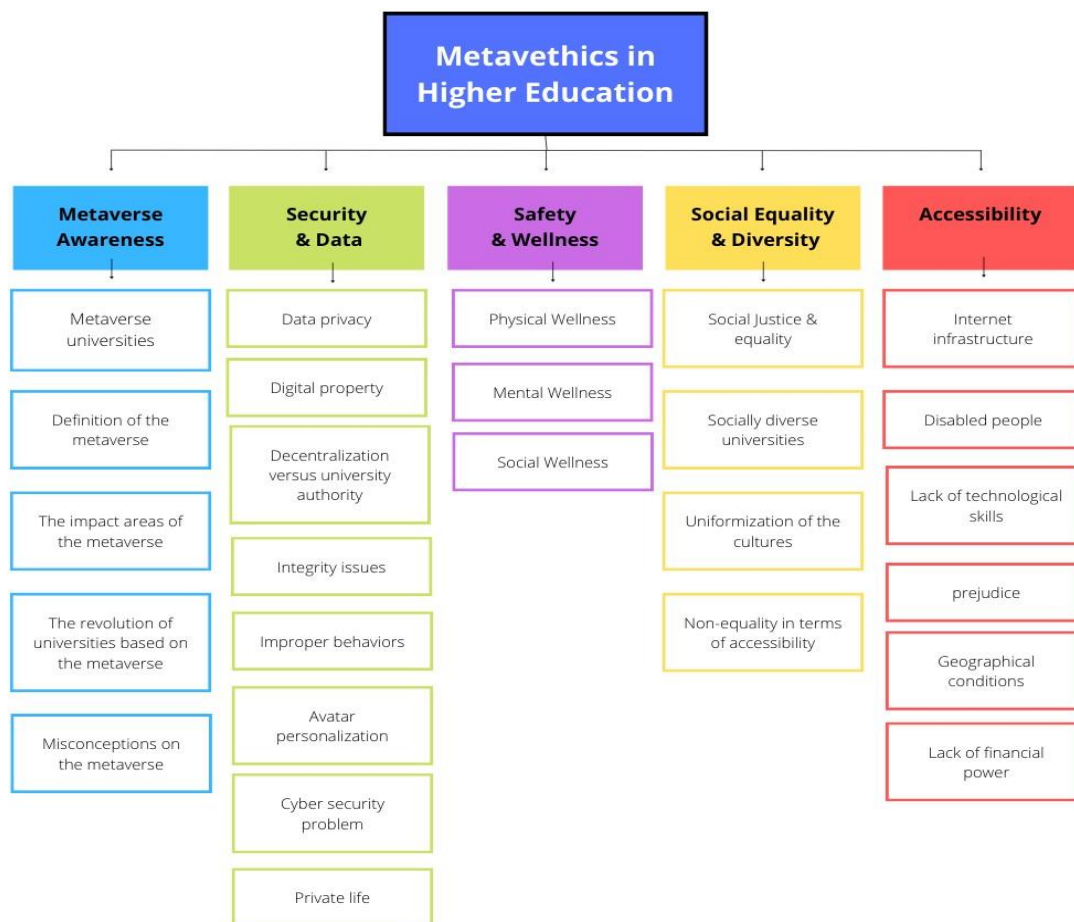 Metavethics in
Higher Education
Metaverse
Awareness
Metaverse
universities
Definition of the
metaverse
The impact areas of
the metaverse
The revolution of
universities based on
the metaverse
Misconceptions on
the metaverse
Security
& Data
Data privacy
Digital property
Decentralization
versus university
authority
Integrity issues
Improper behaviors
Avatar
personalization
Cyber security
problem
Private life
Safety
& Wellness
Physical Wellness
Mental Wellness
Social Wellness
Social Equality
& Diversity
Social Justice &
equality
Socially diverse
universities
Uniformization of the
cultures
Non-equality in terms
of accessibility
Accessibility
Internet
infrastructure
Disabled people
Lack of technological
skills
prejudice
Geographical
conditions
Lack of financial
power